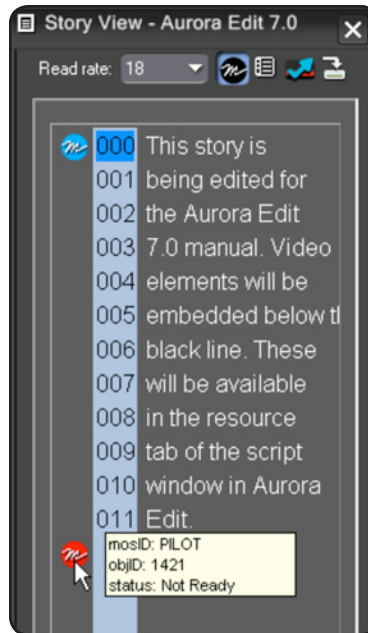 Story View - Aurora Edit 7.0
Read rate: 18
000 This story is
001 being edited for
002 the Aurora Edit
003 7.0 manual. Video
004 elements will be
005 embedded below tl
006 black line. These
007 will be available
008 in the resource
009 tab of the script
010 window in Aurora
011 Edit.
mosID: PILOT
objID: 1421
status: Not Ready